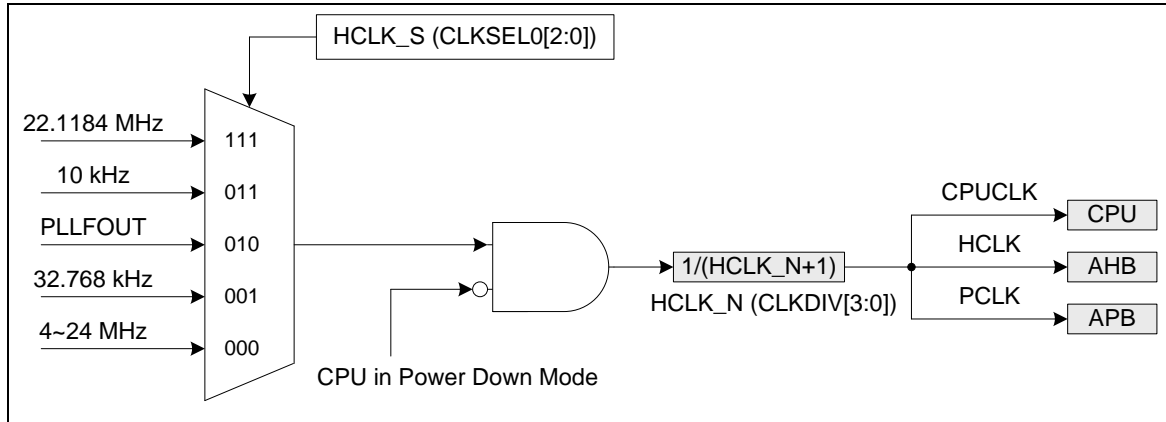 HCLK_S (CLKSEL0[2:0])
22.1184 MHz
111
10 kHz
011
PLLFOUT
010
32.768 kHz
001
4~24 MHz
000
CPU in Power Down Mode
1/(HCLK_N+1)
HCLK_N (CLKDIV[3:0])
CPUCLK
CPU
HCLK
AHB
PCLK
APB